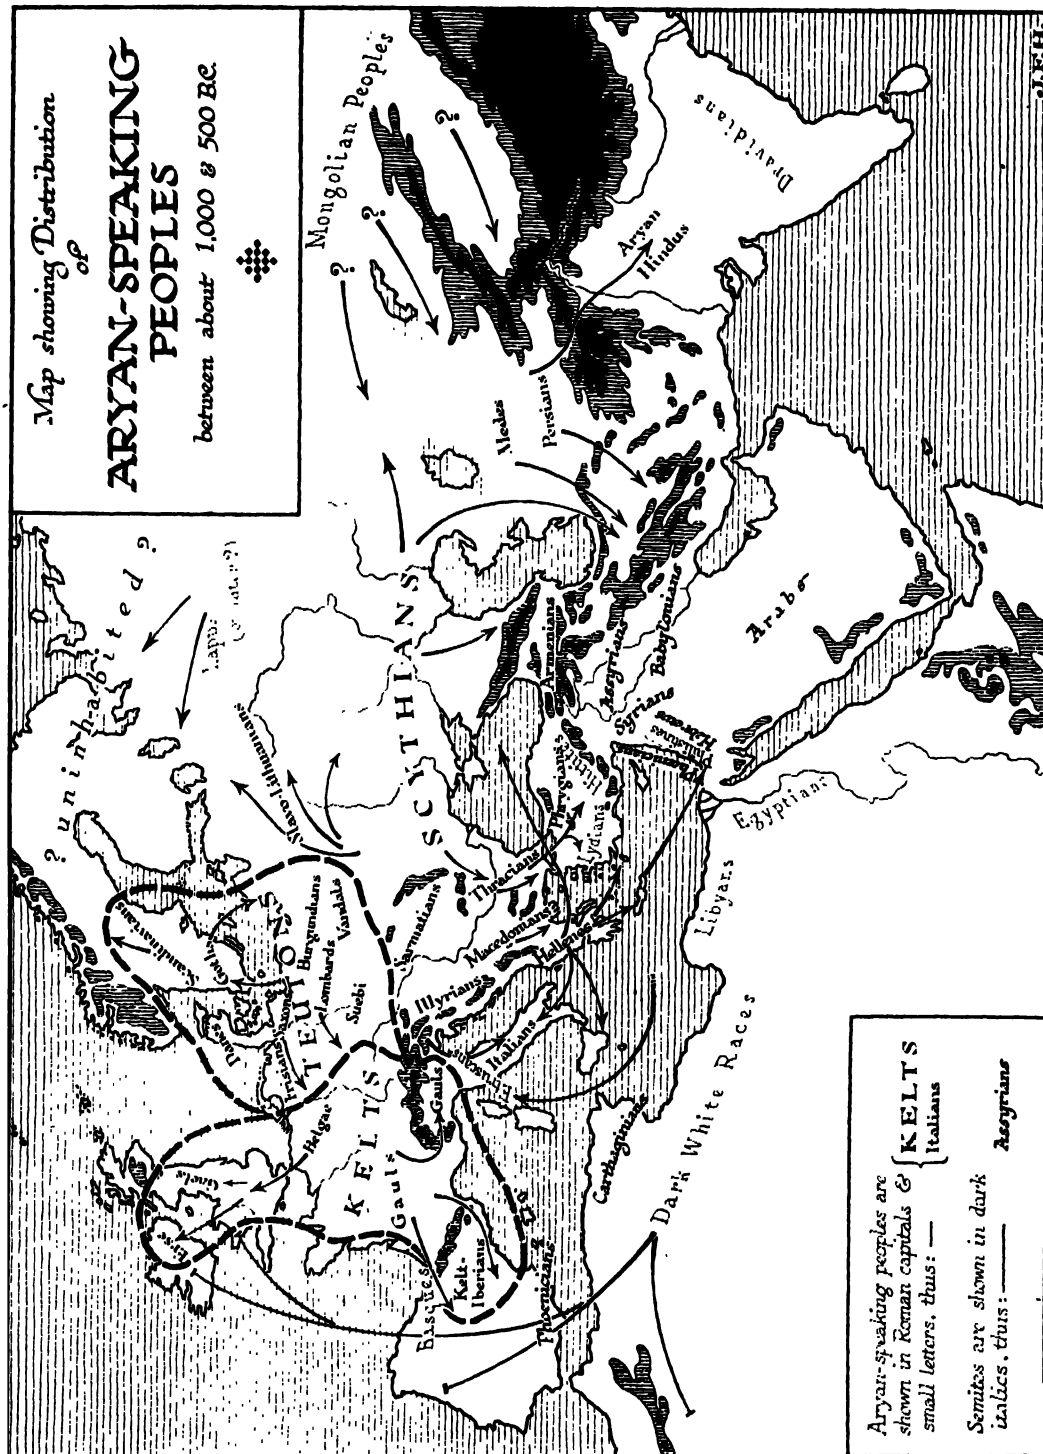 Map showing Distribution
of
ARYAN-SPEAKING
PEOPLES
between about 1,000 & 500 B.C.
Mongolian Peoples
?
?
?
Dravidians
Aryan
Hindus
Medes
Persians
? uninhabited ?
SCYTHIANS
Armenians
Assyrians
Babylonians
Arabs
Syrians
Hebrews
Philistines
Phoenicians
Egyptians
Hittites
Phrygians
Lydians
Libyans
Slavo-Lithuanians
Thracians
Macedonians
Hellenes
Sarmatians
Illyrians
Italians
Etruscans
Scandinavians
Goths
Danes
Frisians
Saxons
TEUTONS
Burgundians
Vandals
Lombards
Suebi
Belgae
KELTS
Gauls
Gauls
Gaels
Basques
Kelt-
Iberians
Phoenicians
Carthaginians
Dark White Races
Aryan-speaking peoples are
shown in Roman capitals & { KELTS
small letters, thus:— Italians
Semites are shown in dark
italics, thus:— Assyrians
J.F.H.